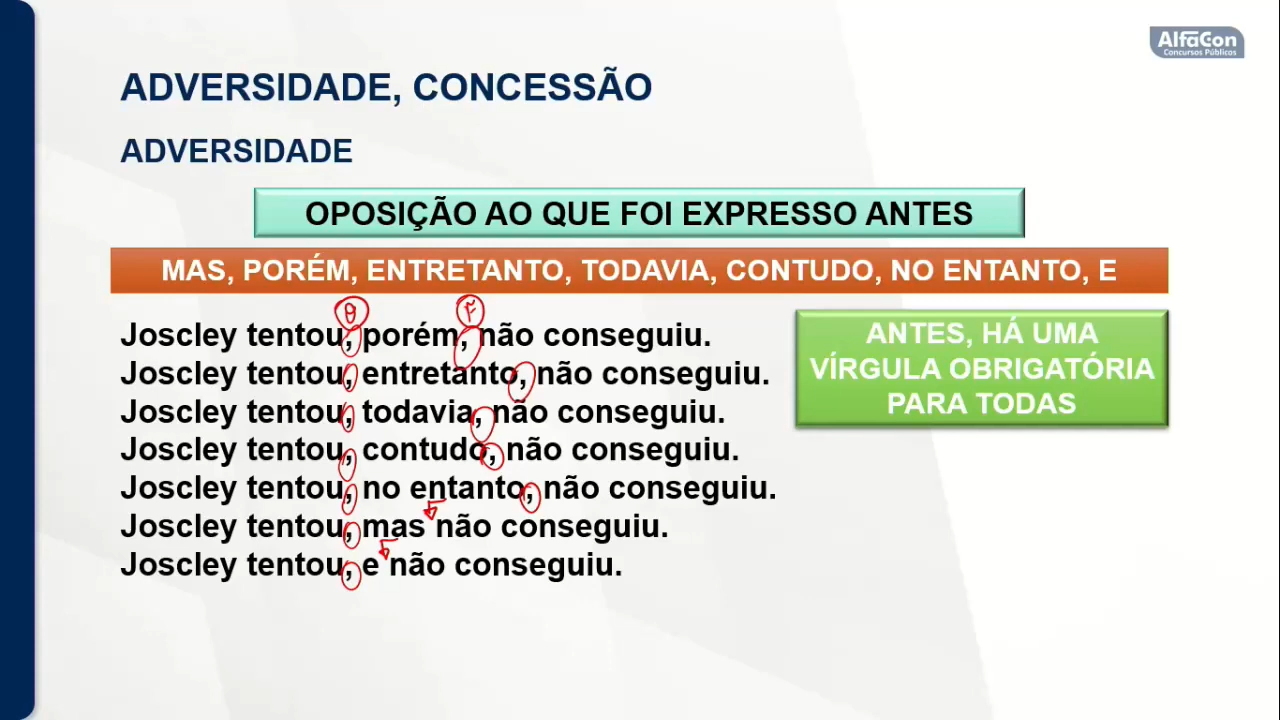 AlfaCon
Concursos Públicos
ADVERSIDADE, CONCESSÃO
ADVERSIDADE
OPOSIÇÃO AO QUE FOI EXPRESSO ANTES
MAS, PORÉM, ENTRETANTO, TODAVIA, CONTUDO, NO ENTANTO, E
Joscley tentou, porém, não conseguiu.
Joscley tentou, entretanto, não conseguiu.
Joscley tentou, todavia, não conseguiu.
Joscley tentou, contudo, não conseguiu.
Joscley tentou, no entanto, não conseguiu.
Joscley tentou, mas não conseguiu.
Joscley tentou, e não conseguiu.
ANTES, HÁ UMA
VÍRGULA OBRIGATÓRIA
PARA TODAS